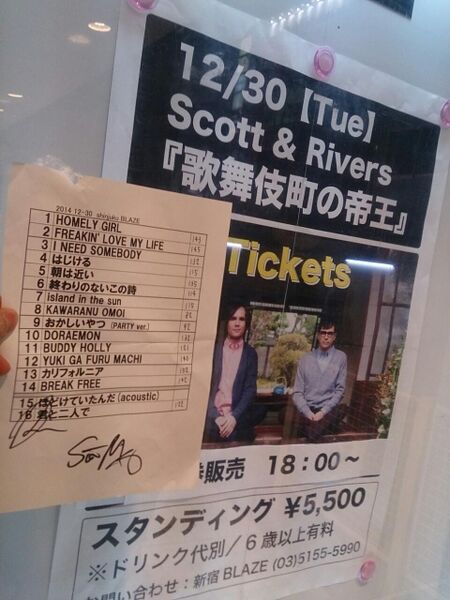 12/30【Tue】
Scott & Rivers
『歌舞伎町の帝王』
Tickets
販売 18:00～
スタンディング ¥5,500
※ドリンク代別/6歳以上有料
お問い合わせ：新宿BLAZE (03)5155-5990
2014 12-30 shinjuku BLAZE
1 HOMELY GIRL
2 FREAKIN' LOVE MY LIFE
3 I NEED SOMEBODY
4 はじける
5 朝は近い
6 終わりのないこの詩
7 island in the sun
8 KAWARANU OMOI
9 おかしいやつ (PARTY ver.)
10 DORAEMON
11 BUDDY HOLLY
12 YUKI GA FURU MACHI
13 カリフォルニア
14 BREAK FREE
15 ほどけていたんだ (acoustic)
16 君と二人で